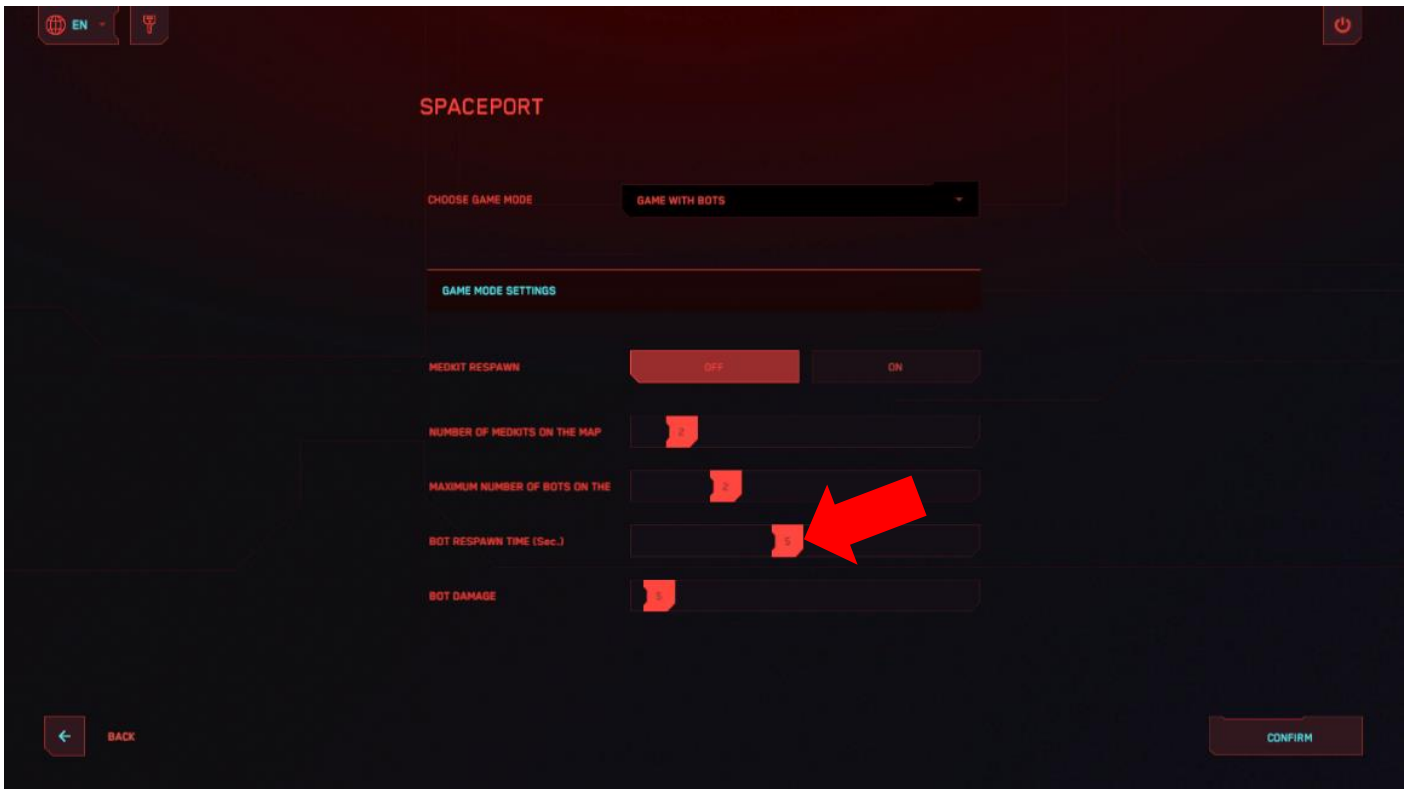 EN
SPACEPORT
CHOOSE GAME MODE GAME WITH BOTS
GAME MODE SETTINGS
MEDKIT RESPAWN OFF ON
NUMBER OF MEDKITS ON THE MAP 2
MAXIMUM NUMBER OF BOTS ON THE 2
BOT RESPAWN TIME (Sec.) 5
BOT DAMAGE 5
BACK CONFIRM